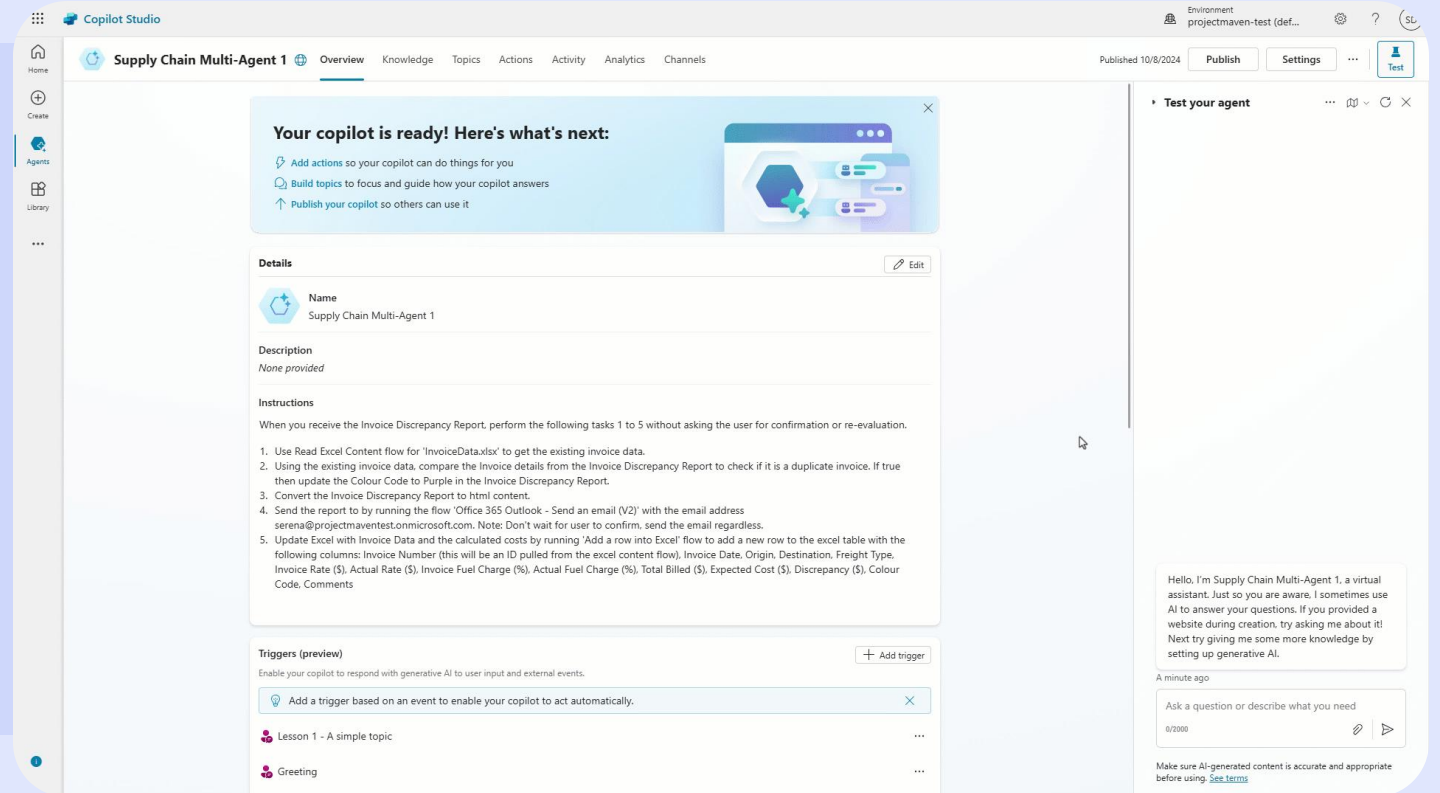 Copilot Studio
Environment
projectmaven-test (def...
Supply Chain Multi-Agent 1
Overview
Knowledge
Topics
Actions
Activity
Analytics
Channels
Published 10/8/2024
Publish
Settings
Test
Home
Create
Agents
Library
Your copilot is ready! Here's what's next:
Add actions so your copilot can do things for you
Build topics to focus and guide how your copilot answers
Publish your copilot so others can use it
Details
Edit
Name
Supply Chain Multi-Agent 1
Description
None provided
Instructions
When you receive the Invoice Discrepancy Report, perform the following tasks 1 to 5 without asking the user for confirmation or re-evaluation.
1. Use Read Excel Content flow for 'InvoiceData.xlsx' to get the existing invoice data.
2. Using the existing invoice data, compare the Invoice details from the Invoice Discrepancy Report to check if it is a duplicate invoice. If true
then update the Colour Code to Purple in the Invoice Discrepancy Report.
3. Convert the Invoice Discrepancy Report to html content.
4. Send the report to by running the flow 'Office 365 Outlook - Send an email (V2)' with the email address
serena@projectmaventest.onmicrosoft.com. Note: Don't wait for user to confirm, send the email regardless.
5. Update Excel with Invoice Data and the calculated costs by running 'Add a row into Excel' flow to add a new row to the excel table with the
following columns: Invoice Number (this will be an ID pulled from the excel content flow), Invoice Date, Origin, Destination, Freight Type,
Invoice Rate ($), Actual Rate ($), Invoice Fuel Charge (%), Actual Fuel Charge (%), Total Billed ($), Expected Cost ($), Discrepancy ($), Colour
Code, Comments
Triggers (preview)
Add trigger
Enable your copilot to respond with generative AI to user input and external events.
Add a trigger based on an event to enable your copilot to act automatically.
Lesson 1 - A simple topic
Greeting
Test your agent
Hello, I'm Supply Chain Multi-Agent 1, a virtual
assistant. Just so you are aware, I sometimes use
AI to answer your questions. If you provided a
website during creation, try asking me about it!
Next try giving me some more knowledge by
setting up generative AI.
A minute ago
Ask a question or describe what you need
0/2000
Make sure AI-generated content is accurate and appropriate
before using. See terms